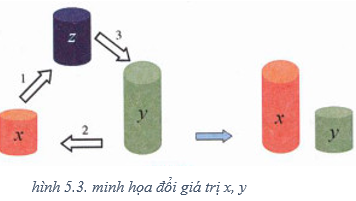 z
1
3
x
2
y
x
y
hình 5.3. minh họa đổi giá trị x, y